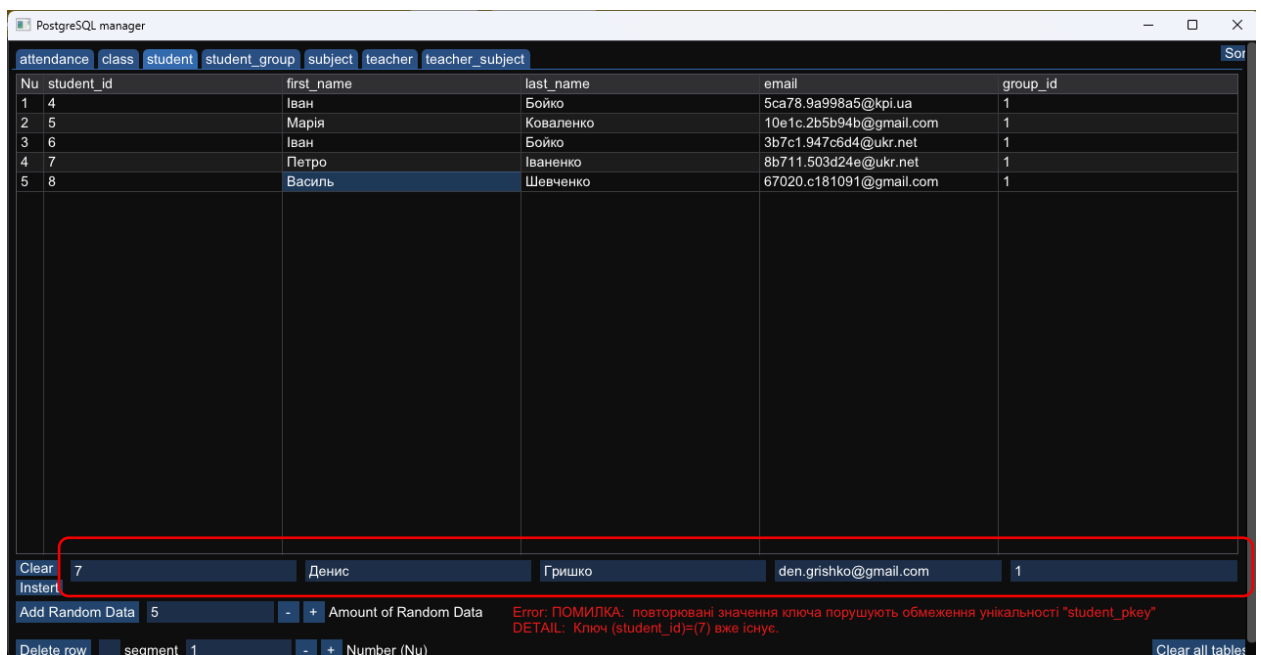 PostgreSQL manager
attendance class student student_group subject teacher teacher_subject Sor
Nu student_id first_name last_name email group_id
1 4 Іван Бойко 5ca78.9a998a5@kpi.ua 1
2 5 Марія Коваленко 10e1c.2b5b94b@gmail.com 1
3 6 Іван Бойко 3b7c1.947c6d4@ukr.net 1
4 7 Петро Іваненко 8b711.503d24e@ukr.net 1
5 8 Василь Шевченко 67020.c181091@gmail.com 1
Clear 7 Денис Гришко den.grishko@gmail.com 1
Instert
Add Random Data 5 - + Amount of Random Data Error: ПОМИЛКА: повторювані значення ключа порушують обмеження унікальності "student_pkey"
DETAIL: Ключ (student_id)=(7) вже існує.
Delete row segment 1 - + Number (Nu) Clear all tables